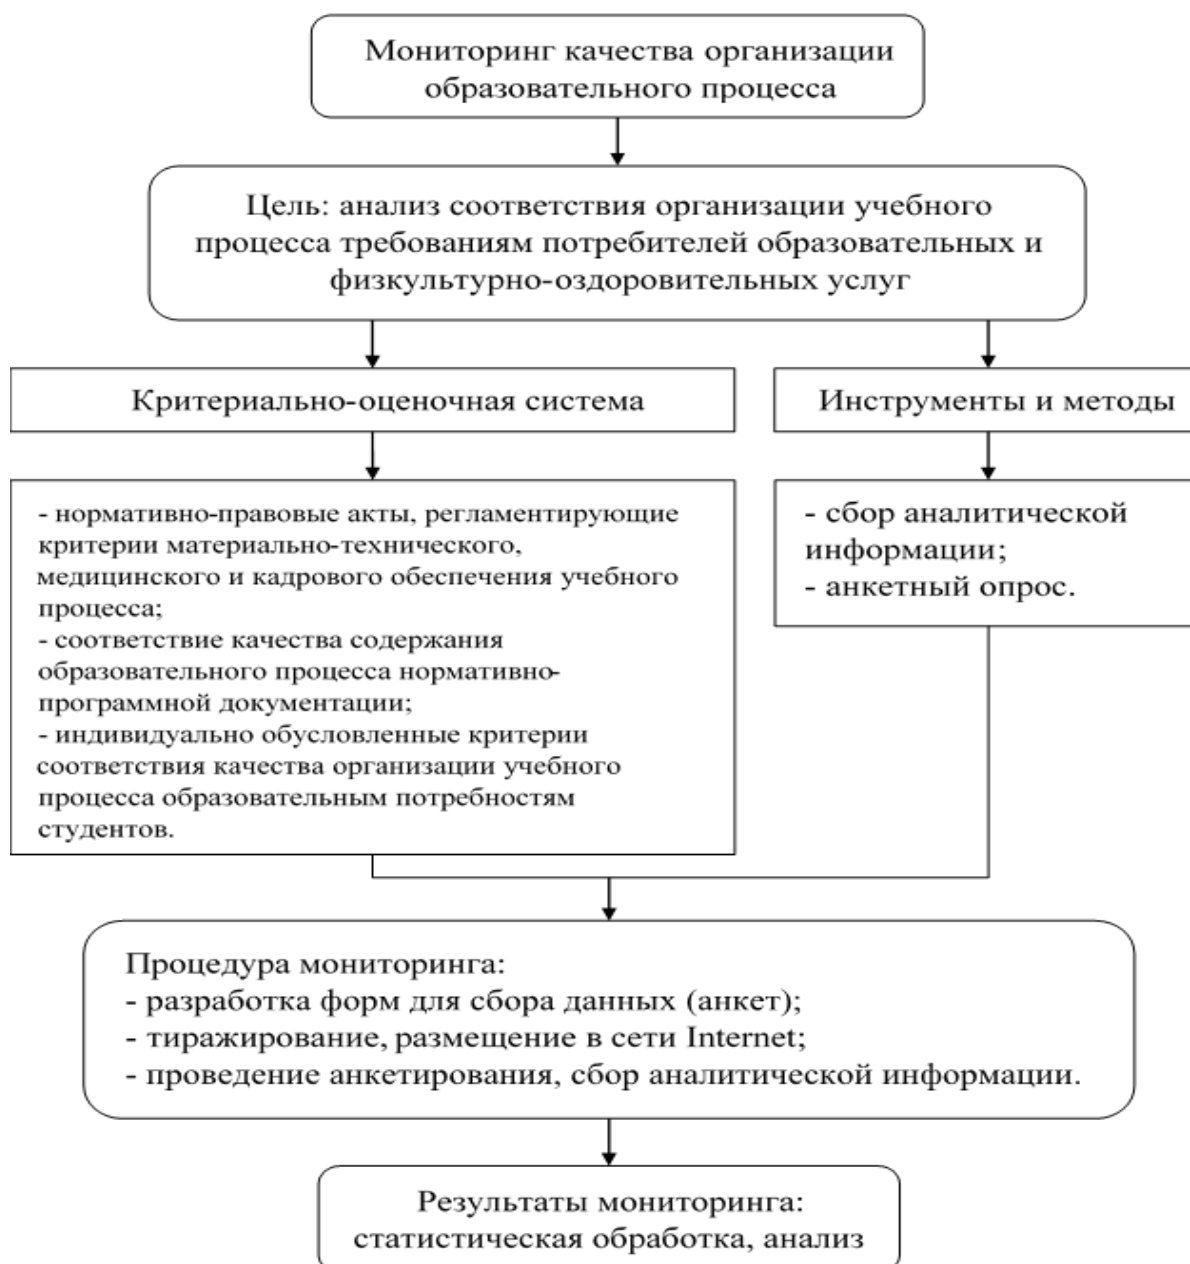 Мониторинг качества организации
образовательного процесса
Цель: анализ соответствия организации учебного
процесса требованиям потребителей образовательных и
физкультурно-оздоровительных услуг
Критериально-оценочная система
Инструменты и методы
- нормативно-правовые акты, регламентирующие
критерии материально-технического,
медицинского и кадрового обеспечения учебного
процесса;
- соответствие качества содержания
образовательного процесса нормативно-
программной документации;
- индивидуально обусловленные критерии
соответствия качества организации учебного
процесса образовательным потребностям
студентов.
- сбор аналитической
информации;
- анкетный опрос.
Процедура мониторинга:
- разработка форм для сбора данных (анкет);
- тиражирование, размещение в сети Internet;
- проведение анкетирования, сбор аналитической информации.
Результаты мониторинга:
статистическая обработка, анализ